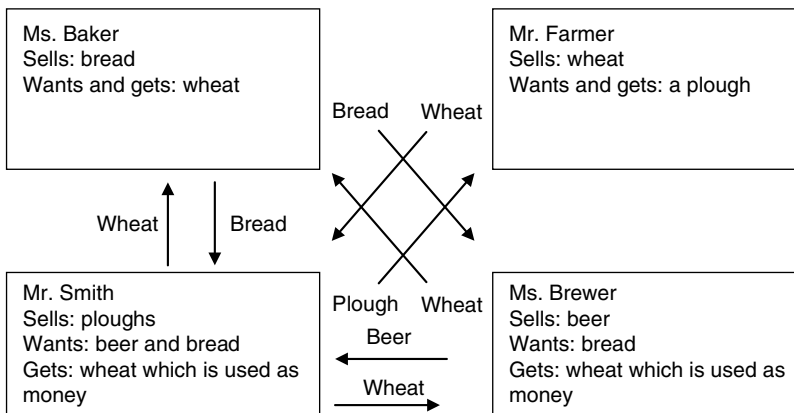 Ms. Baker
Sells: bread
Wants and gets: wheat
Mr. Farmer
Sells: wheat
Wants and gets: a plough
Bread Wheat
Wheat Bread
Mr. Smith
Sells: ploughs
Wants: beer and bread
Gets: wheat which is used as
money
Plough Wheat
Beer
Wheat
Ms. Brewer
Sells: beer
Wants: bread
Gets: wheat which is used as
money